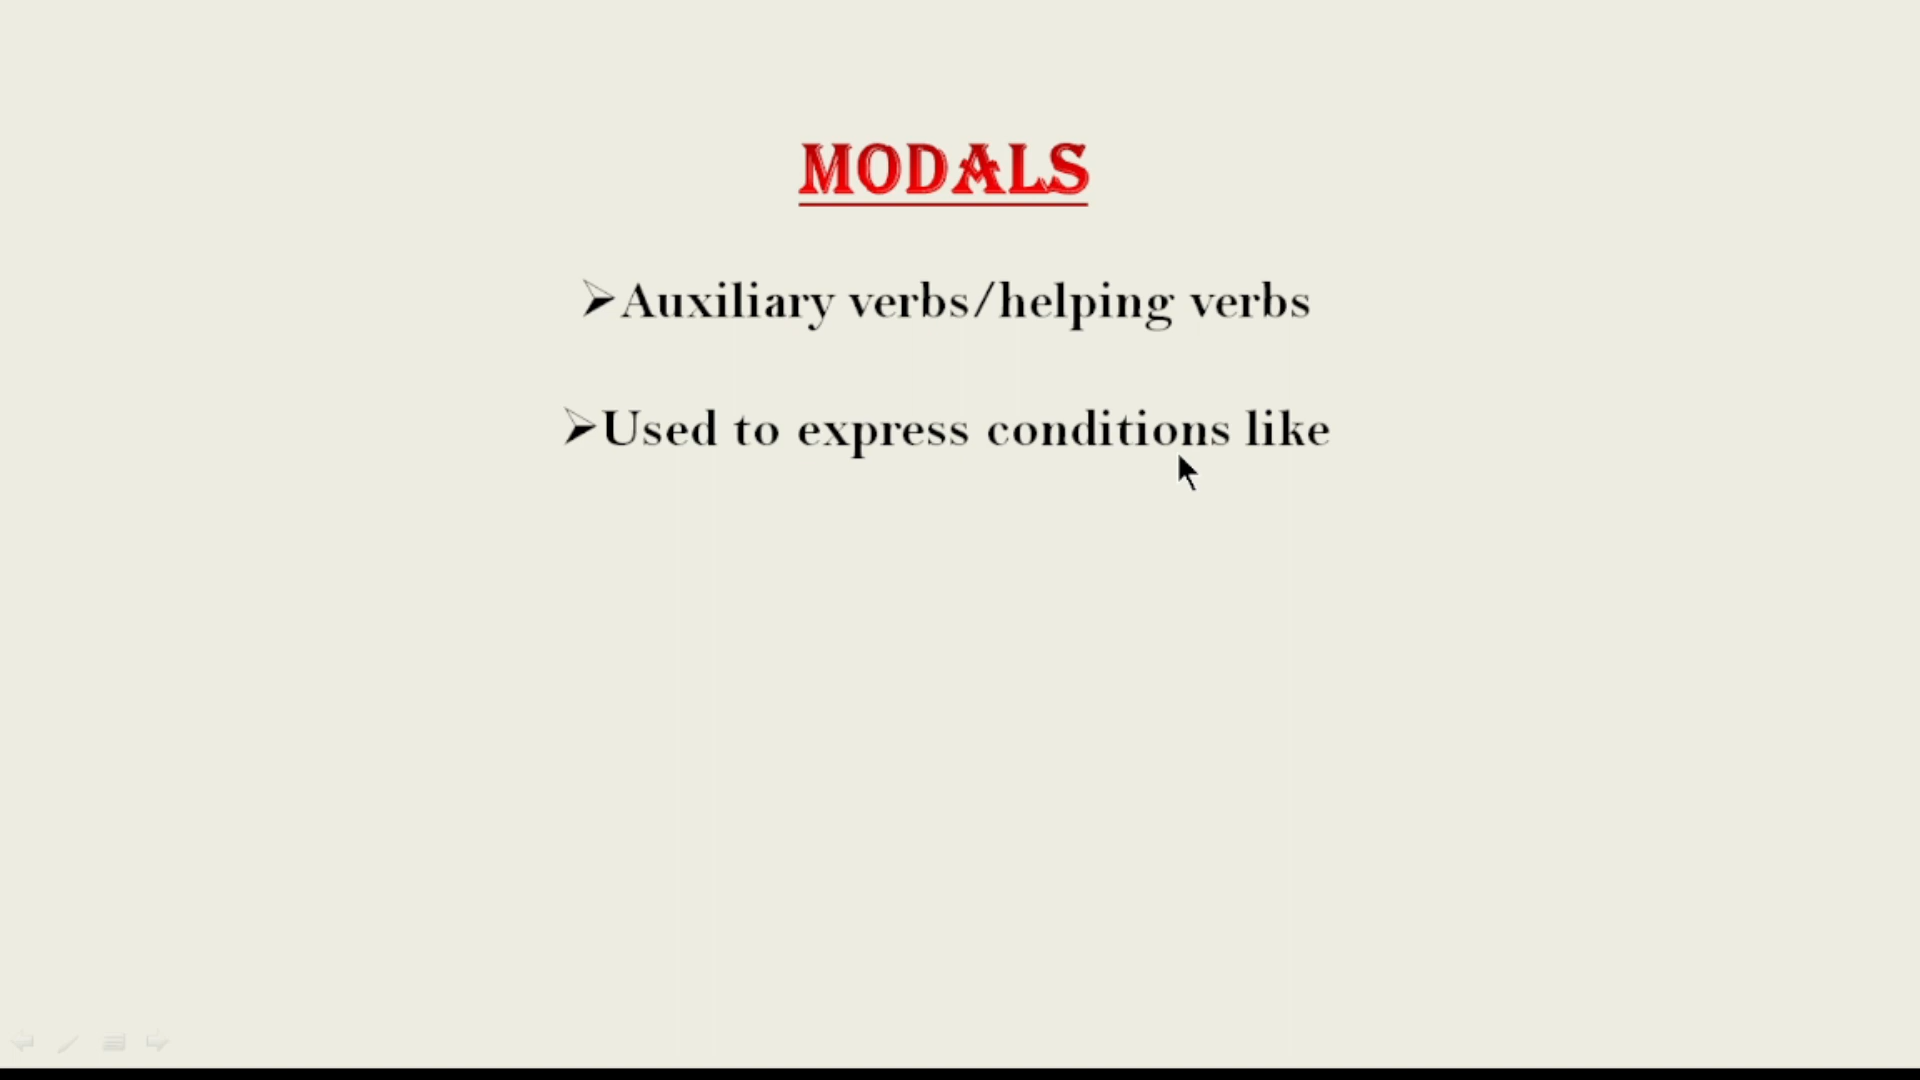 MODALS
➢Auxiliary verbs/helping verbs
➢Used to express conditions like